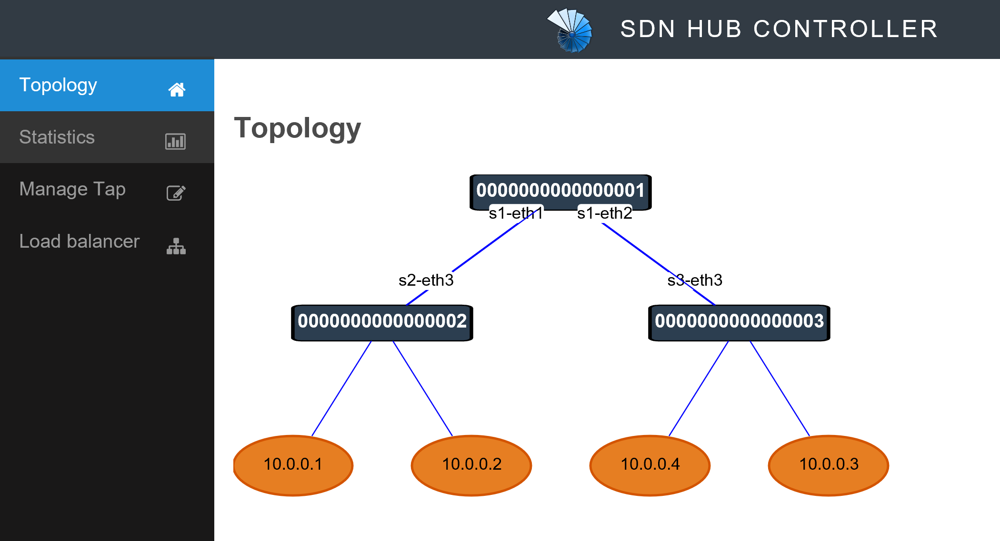 SDN HUB CONTROLLER
Topology
Statistics
Manage Tap
Load balancer
Topology
0000000000000001
s1-eth1 s1-eth2
s2-eth3 s3-eth3
0000000000000002 0000000000000003
10.0.0.1 10.0.0.2 10.0.0.4 10.0.0.3